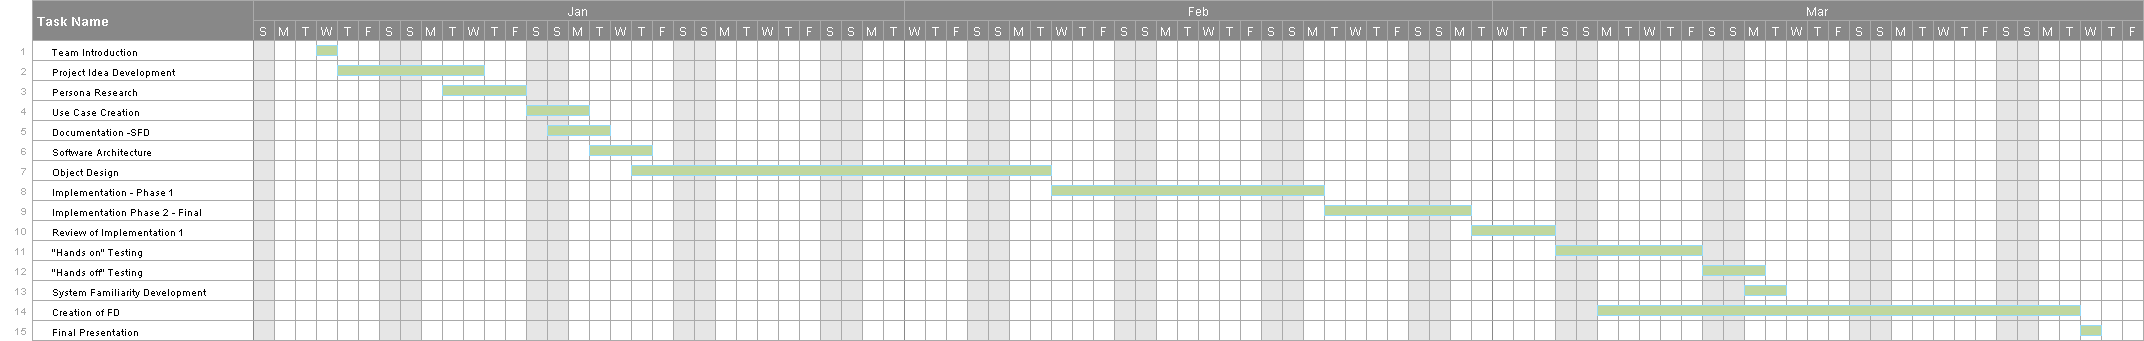 Task Name
Jan Feb Mar
S M T W T F S S M T W T F S S M T W T F S S M T W T F S S M T W T F S S M T W T F S S M T W T F S S M T W T F S S M T W T F S S M T W T F S S M T W T F S S M T W T F S S M T W T F
1 Team Introduction
2 Project Idea Development
3 Persona Research
4 Use Case Creation
5 Documentation -SFD
6 Software Architecture
7 Object Design
8 Implementation - Phase 1
9 Implementation Phase 2 - Final
10 Review of Implementation 1
11 "Hands on" Testing
12 "Hands off" Testing
13 System Familiarity Development
14 Creation of FD
15 Final Presentation